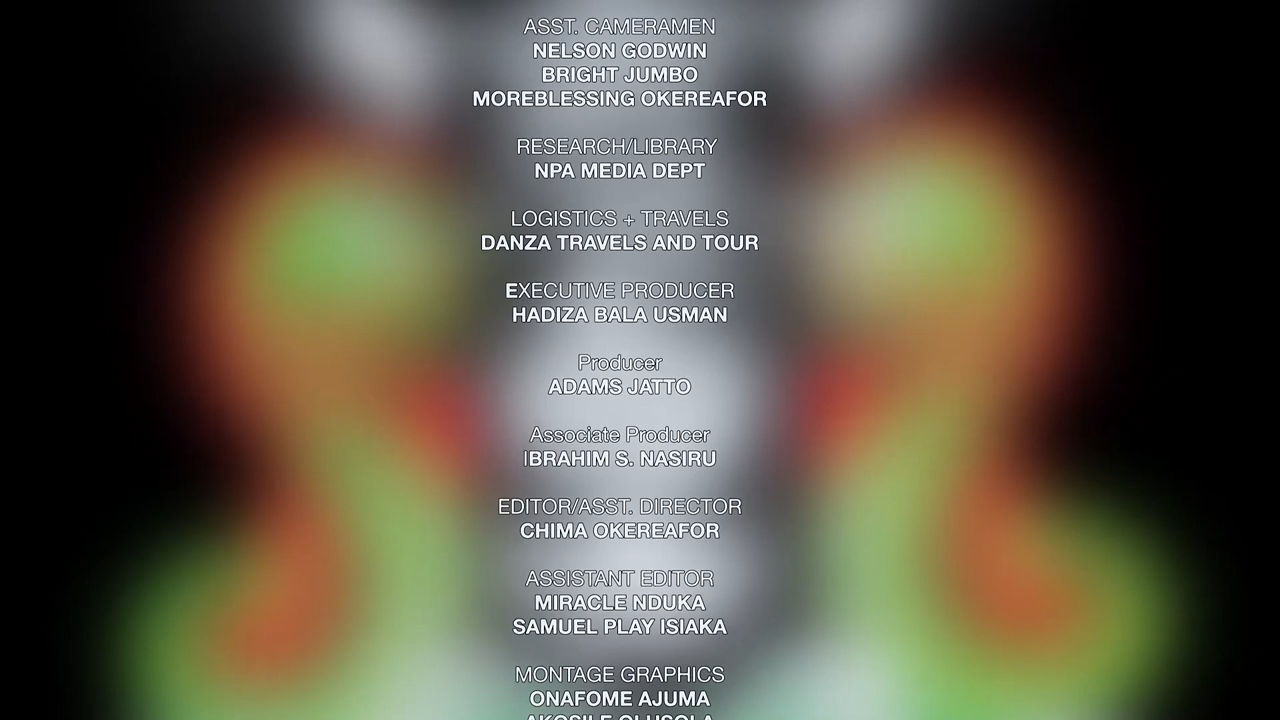 ASST. CAMERAMEN
NELSON GODWIN
BRIGHT JUMBO
MOREBLESSING OKEREAFOR
RESEARCH/LIBRARY
NPA MEDIA DEPT
LOGISTICS + TRAVELS
DANZA TRAVELS AND TOUR
EXECUTIVE PRODUCER
HADIZA BALA USMAN
Producer
ADAMS JATTO
Associate Producer
IBRAHIM S. NASIRU
EDITOR/ASST. DIRECTOR
CHIMA OKEREAFOR
ASSISTANT EDITOR
MIRACLE NDUKA
SAMUEL PLAY ISIAKA
MONTAGE GRAPHICS
ONAFOME AJUMA